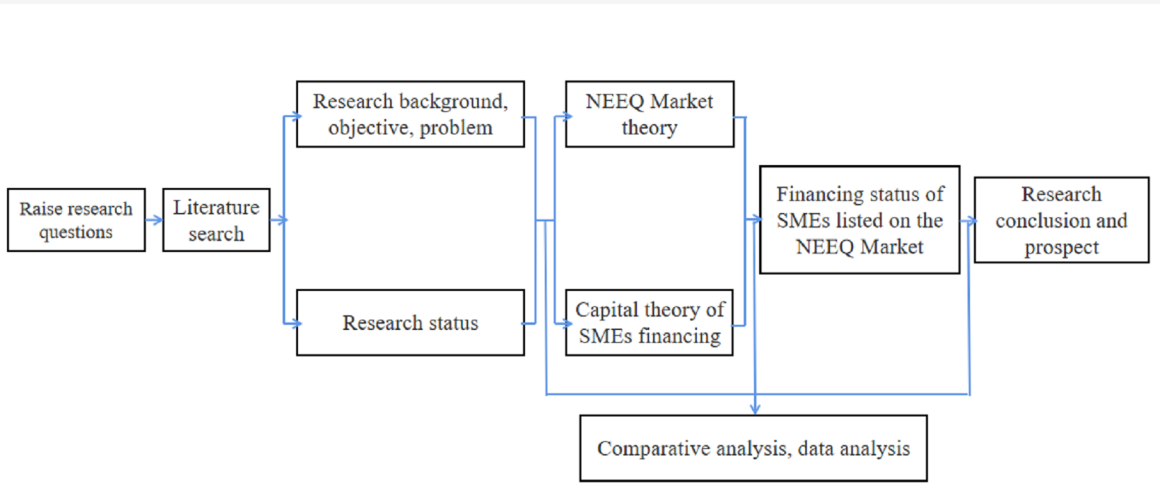 Raise research
questions
Literature
search
Research background,
objective, problem
Research status
NEEQ Market
theory
Capital theory of
SMEs financing
Financing status of
SMEs listed on the
NEEQ Market
Research
conclusion and
prospect
Comparative analysis, data analysis